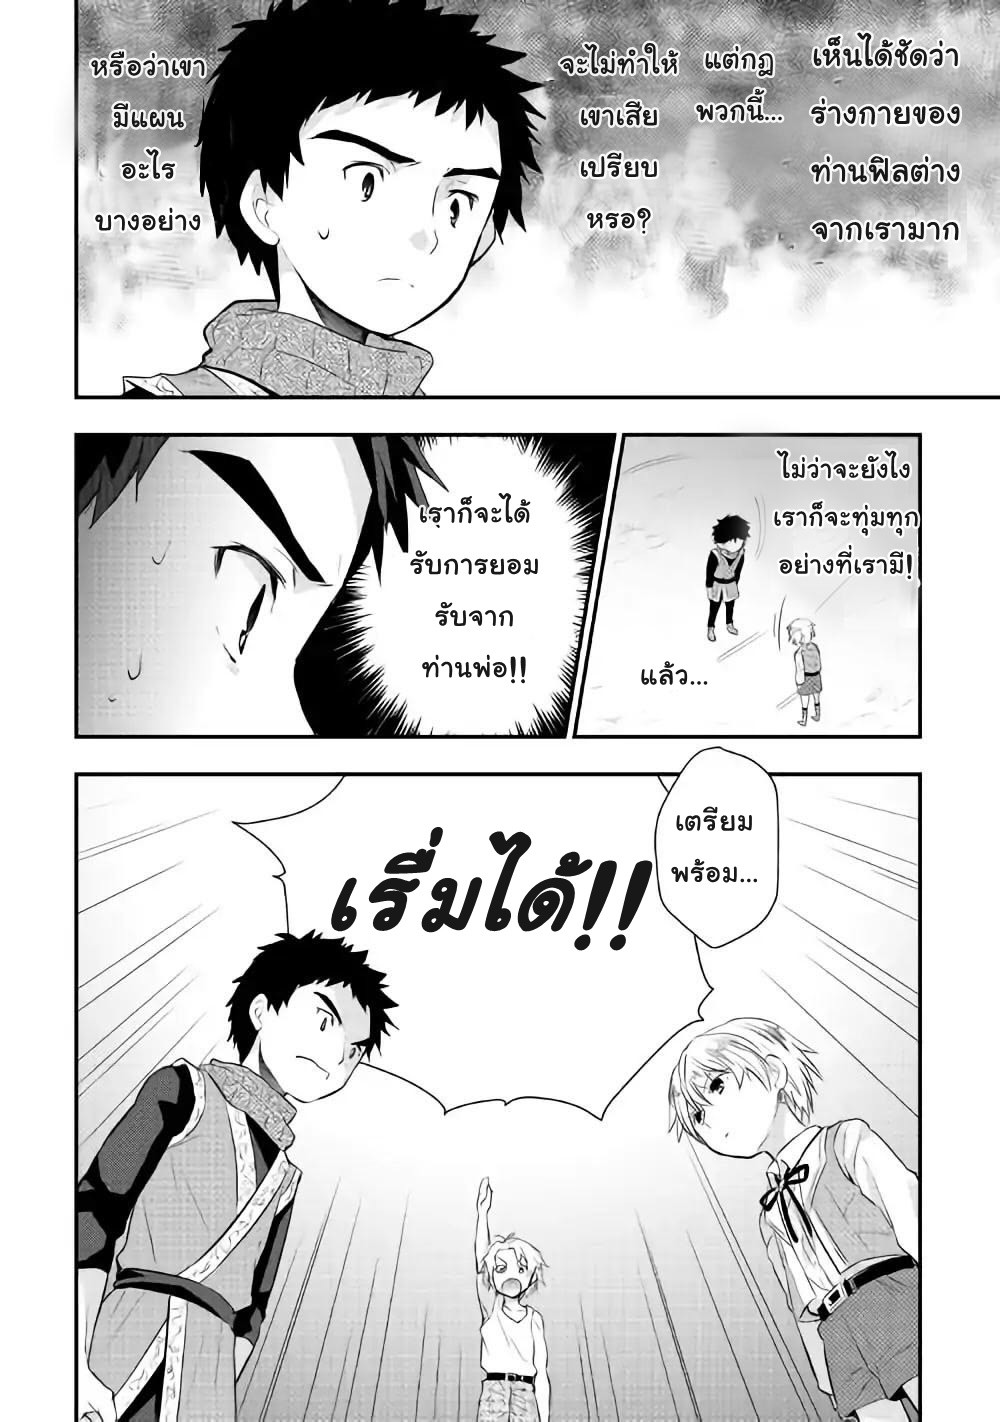 เห็นได้ชัดว่า
ร่างกายของ
ท่านฟิลต่าง
จากเรามาก
แต่กฎ
พวกนี้...
จะไม่ทำให้
เขาเสีย
เปรียบ
หรอ?
หรือว่าเขา
มีแผน
อะไร
บางอย่าง
ไม่ว่าจะยังไง
เราก็จะทุ่มทุก
อย่างที่เรามี!
แล้ว...
เราก็จะได้
รับการยอม
รับจาก
ท่านพ่อ!!
เตรียม
พร้อม...
เริ่มได้!!